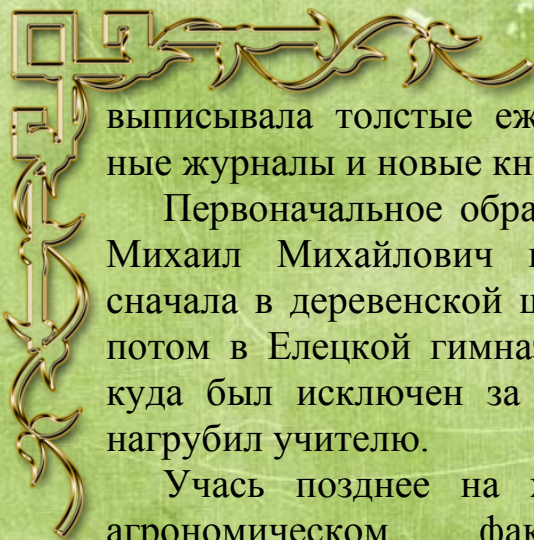 выписывала толстые еж
ные журналы и новые кн
Первоначальное обра
Михаил Михайлович
сначала в деревенской
потом в Елецкой гимна
куда был исключен за
нагрубил учителю.
Учась позднее на
агрономическом фак